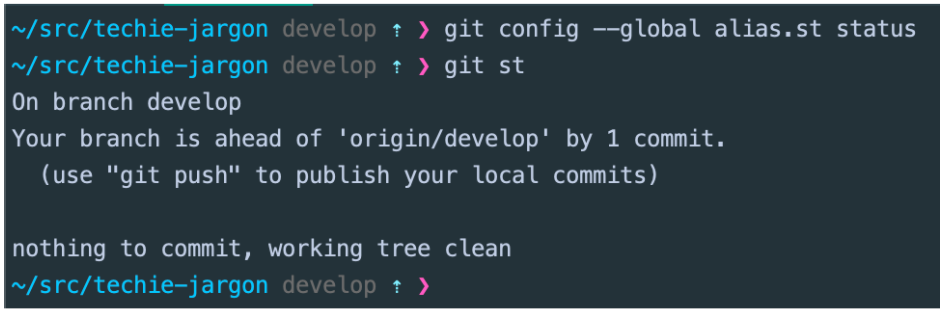 ~/src/techie-jargon develop ⇡ ❯ git config --global alias.st status
~/src/techie-jargon develop ⇡ ❯ git st
On branch develop
Your branch is ahead of 'origin/develop' by 1 commit.
  (use "git push" to publish your local commits)

nothing to commit, working tree clean
~/src/techie-jargon develop ⇡ ❯